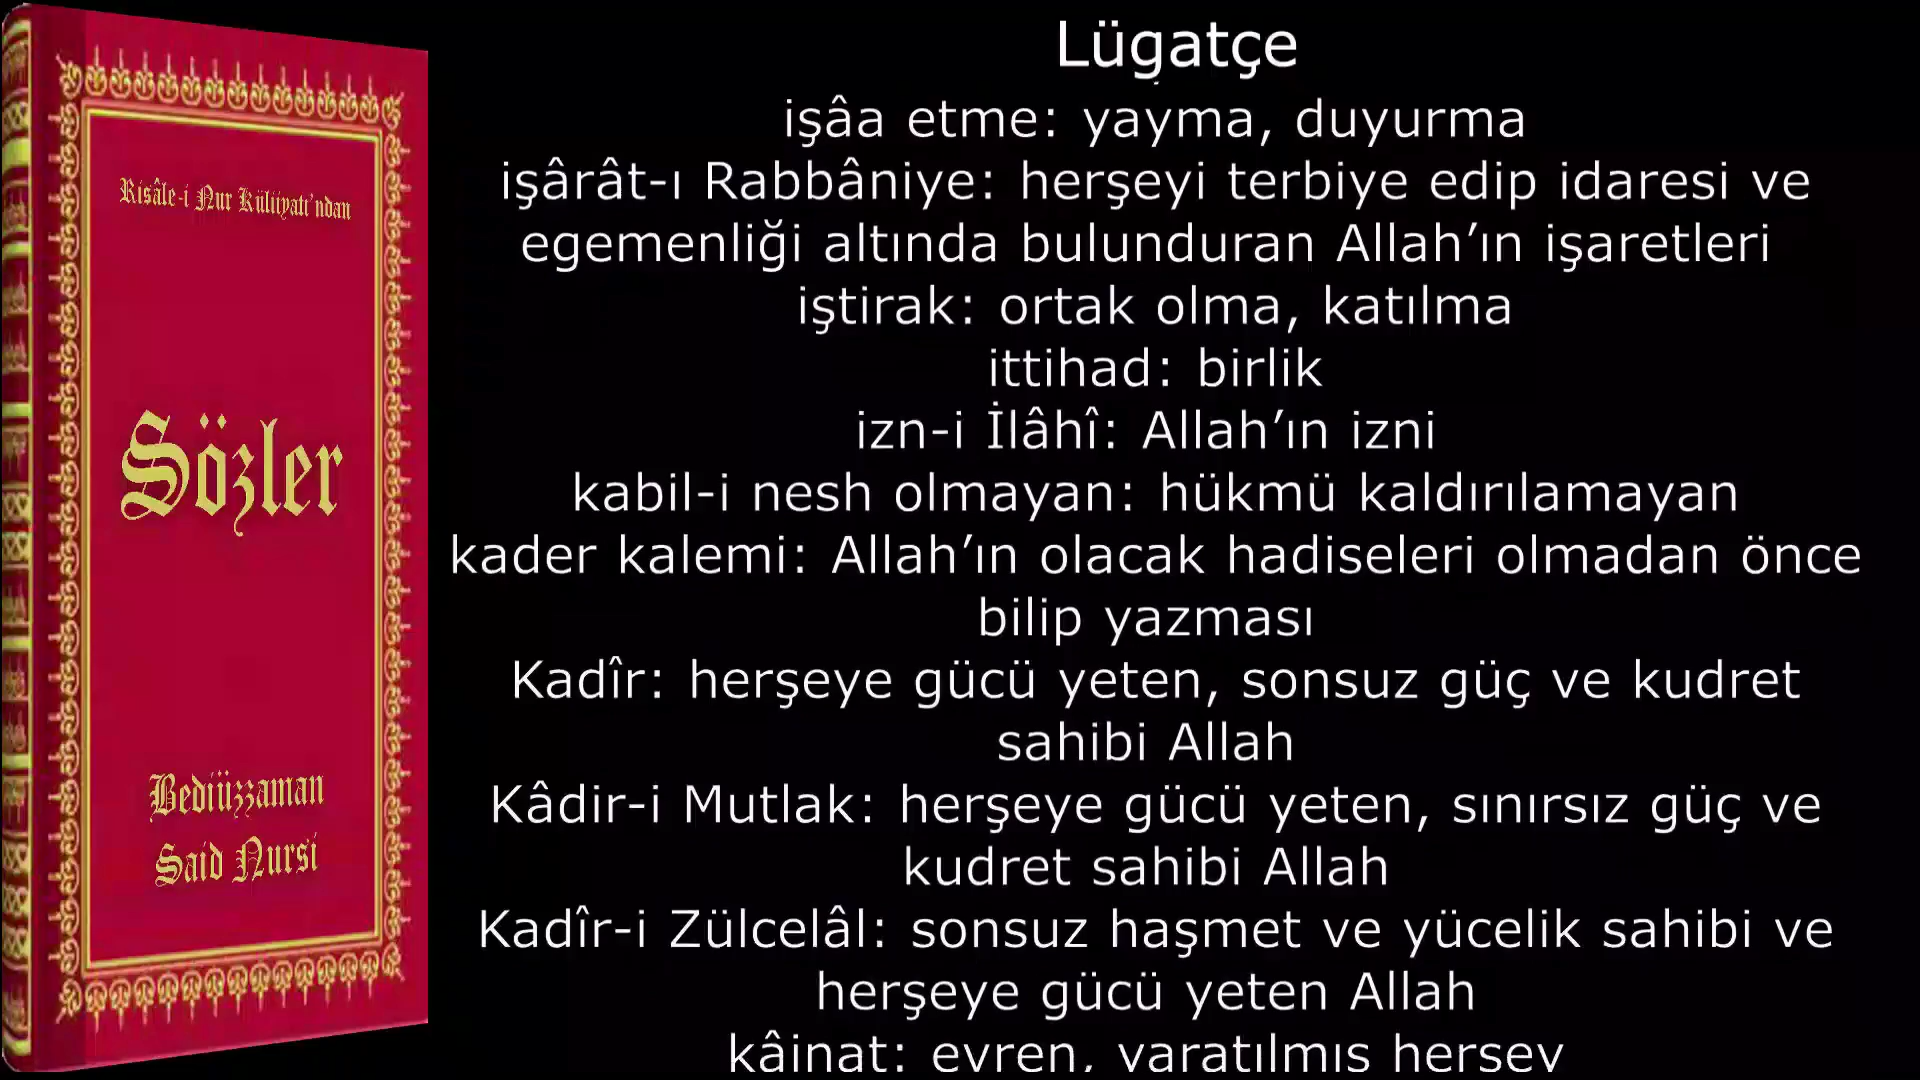 Risâle-i Nur Külliyatı'ndan
Sözler
Bediüzzaman
Said Nursi
Lügatçe
işâa etme: yayma, duyurma
işârât-ı Rabbâniye: herşeyi terbiye edip idaresi ve
egemenliği altında bulunduran Allah’ın işaretleri
iştirak: ortak olma, katılma
ittihad: birlik
izn-i İlâhî: Allah’ın izni
kabil-i nesh olmayan: hükmü kaldırılamayan
kader kalemi: Allah’ın olacak hadiseleri olmadan önce
bilip yazması
Kadîr: herşeye gücü yeten, sonsuz güç ve kudret
sahibi Allah
Kâdir-i Mutlak: herşeye gücü yeten, sınırsız güç ve
kudret sahibi Allah
Kadîr-i Zülcelâl: sonsuz haşmet ve yücelik sahibi ve
herşeye gücü yeten Allah
kâinat: evren, yaratılmış herşey